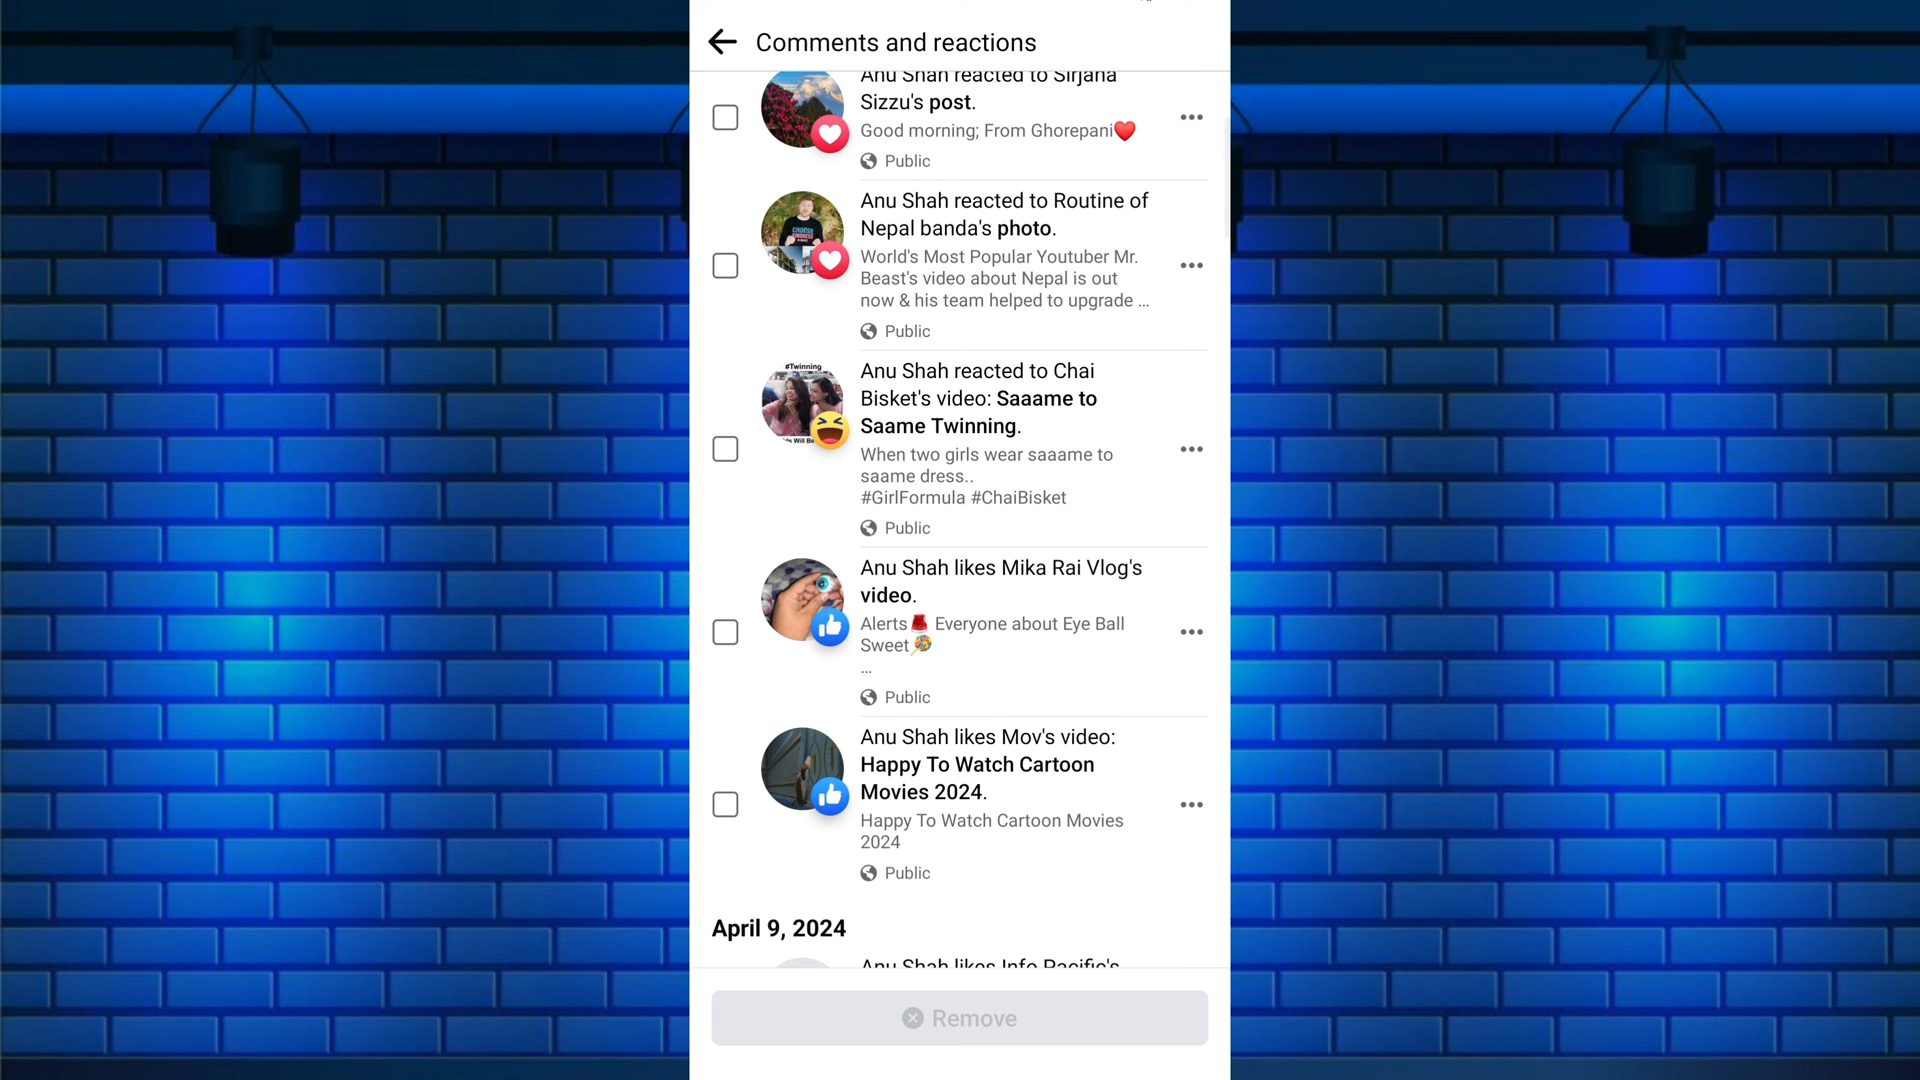 Comments and reactions
Anu Shah reacted to Sirjana
Sizzu's post.
Good morning; From Ghorepani❤️
Public
Anu Shah reacted to Routine of
Nepal banda's photo.
CHOOSE
World's Most Popular Youtuber Mr.
Beast's video about Nepal is out
now & his team helped to upgrade ...
Public
#Twinning
Anu Shah reacted to Chai
Bisket's video: Saaame to
Saame Twinning.
Will Be
When two girls wear saaame to
saame dress..
#GirlFormula #ChaiBisket
Public
Anu Shah likes Mika Rai Vlog's
video.
Alerts🚨 Everyone about Eye Ball
Sweet🍭
...
Public
Anu Shah likes Mov's video:
Happy To Watch Cartoon
Movies 2024.
Happy To Watch Cartoon Movies
2024
Public
April 9, 2024
Anu Shah likes Info Pacific's
Remove